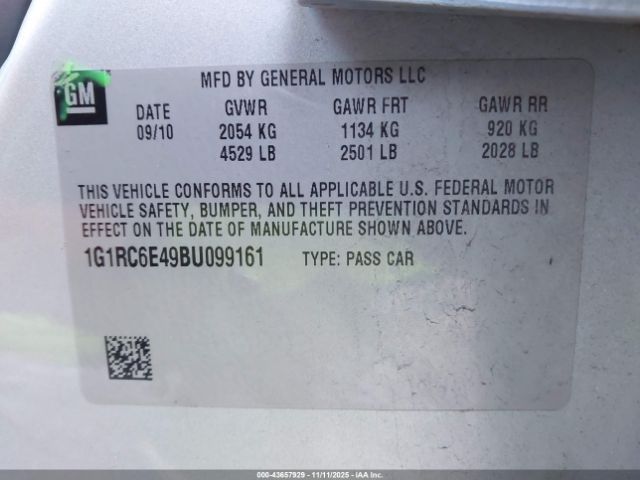 GM
MFD BY GENERAL MOTORS LLC
DATE GVWR GAWR FRT GAWR RR
09/10 2054 KG 1134 KG 920 KG
4529 LB 2501 LB 2028 LB
THIS VEHICLE CONFORMS TO ALL APPLICABLE U.S. FEDERAL MOTOR
VEHICLE SAFETY, BUMPER, AND THEFT PREVENTION STANDARDS IN
EFFECT ON THE DATE OF MANUFACTURE SHOWN ABOVE.
1G1RC6E49BU099161 TYPE: PASS CAR
000-43657929 - 11/11/2025 - IAAI.COM